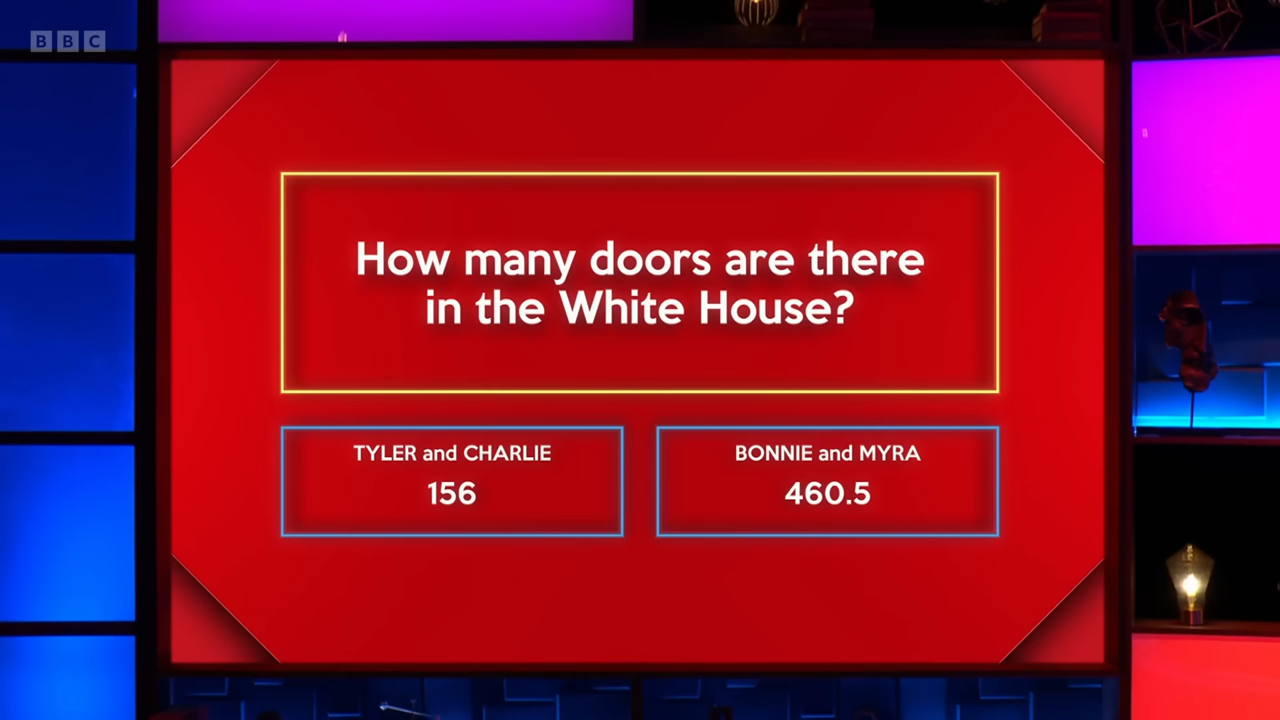 BBC
How many doors are there
in the White House?
TYLER and CHARLIE
156
BONNIE and MYRA
460.5